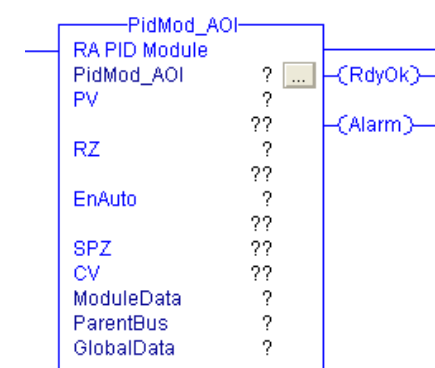 PidMod_AOI
RA PID Module
PidMod_AOI ? ... (RdyOk)
PV ?
?? (Alarm)
RZ ?
??
EnAuto ?
??
SPZ ??
CV ??
ModuleData ?
ParentBus ?
GlobalData ?